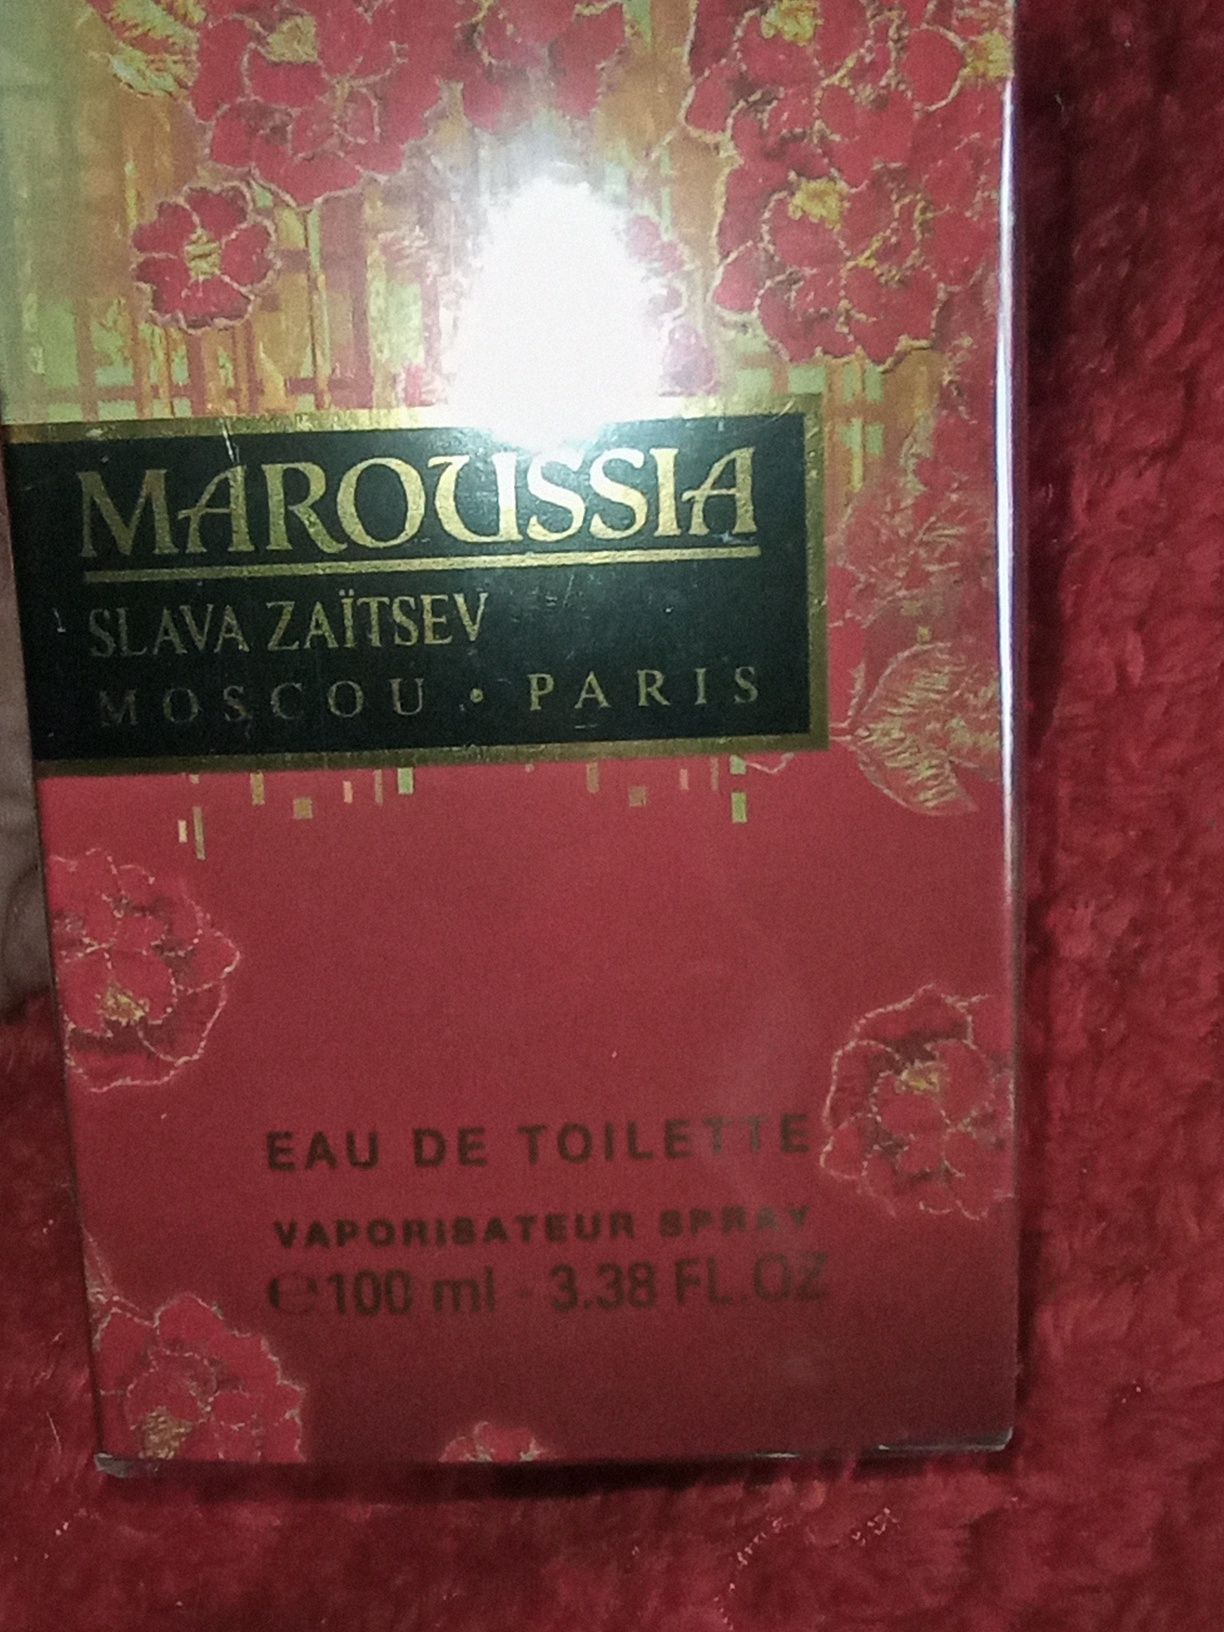 MAROUSSIA
SLAVA ZAÏTSEV
MOSCOU • PARIS
EAU DE TOILETTE
VAPORISATEUR SPRAY
℮100 ml - 3.38 FL.OZ